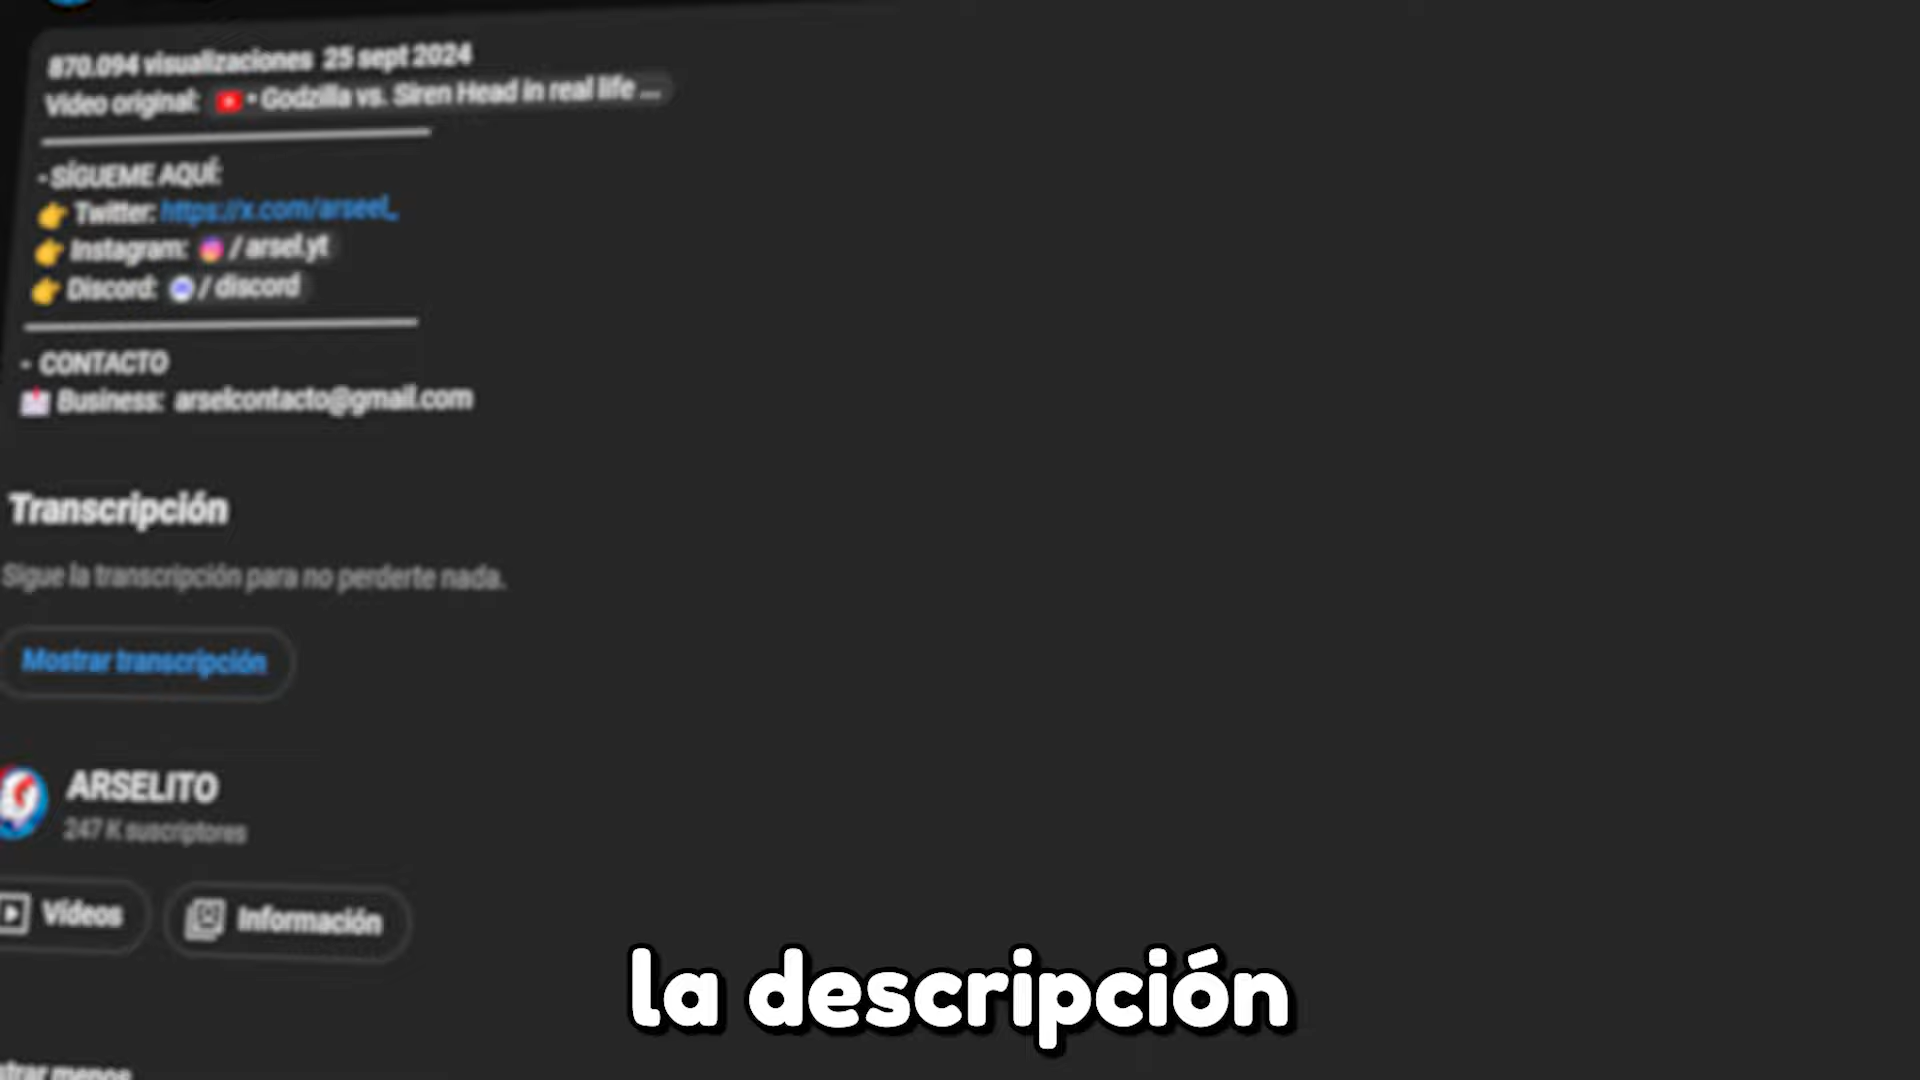 870.094 visualizaciones 25 sept 2024
Video original: • Godzilla vs. Siren Head in real life ...
- SÍGUEME AQUÍ:
👉 Twitter: https://x.com/arseel_
👉 Instagram: / arsel.yt
👉 Discord: / discord
- CONTACTO
📩 Business: arselcontacto@gmail.com
Transcripción
Sigue la transcripción para no perderte nada.
Mostrar transcripción
ARSELITO
247 K suscriptores
Vídeos
Información
la descripción
menos